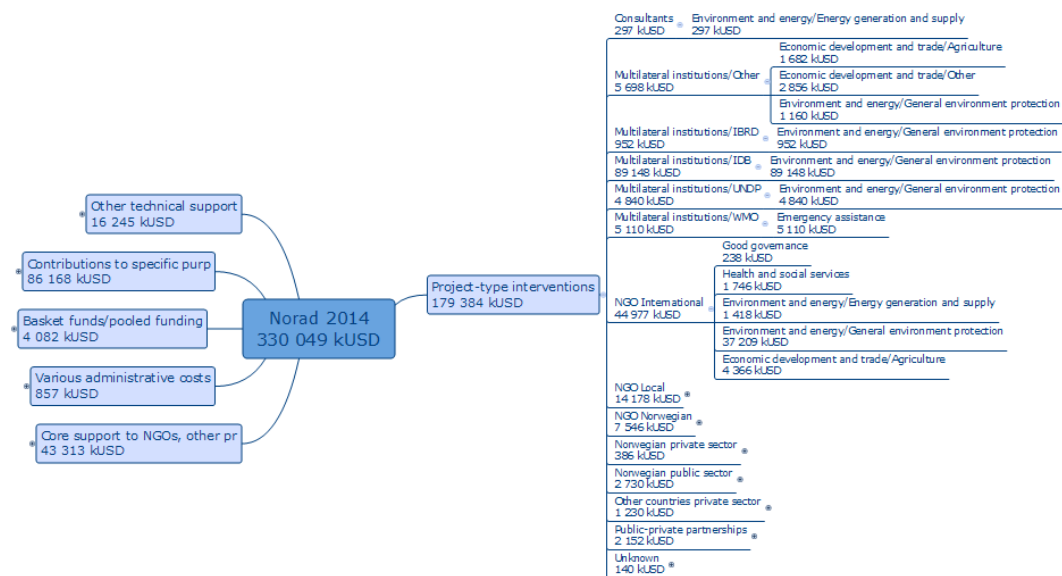 Other technical support
16 245 kUSD
Contributions to specific purp
86 168 kUSD
Basket funds/pooled funding
4 082 kUSD
Various administrative costs
857 kUSD
Core support to NGOs, other pr
43 313 kUSD
Norad 2014
330 049 kUSD
Project-type interventions
179 384 kUSD
Consultants
297 kUSD
Environment and energy/Energy generation and supply
297 kUSD
Multilateral institutions/Other
5 698 kUSD
Economic development and trade/Agriculture
1 682 kUSD
Economic development and trade/Other
2 856 kUSD
Environment and energy/General environment protection
1 160 kUSD
Multilateral institutions/IBRD
952 kUSD
Environment and energy/General environment protection
952 kUSD
Multilateral institutions/IDB
89 148 kUSD
Environment and energy/General environment protection
89 148 kUSD
Multilateral institutions/UNDP
4 840 kUSD
Environment and energy/General environment protection
4 840 kUSD
Multilateral institutions/WMO
5 110 kUSD
Emergency assistance
5 110 kUSD
NGO International
44 977 kUSD
Good governance
238 kUSD
Health and social services
1 746 kUSD
Environment and energy/Energy generation and supply
1 418 kUSD
Environment and energy/General environment protection
37 209 kUSD
Economic development and trade/Agriculture
4 366 kUSD
NGO Local
14 178 kUSD
NGO Norwegian
7 546 kUSD
Norwegian private sector
386 kUSD
Norwegian public sector
2 730 kUSD
Other countries private sector
1 230 kUSD
Public-private partnerships
2 152 kUSD
Unknown
140 kUSD